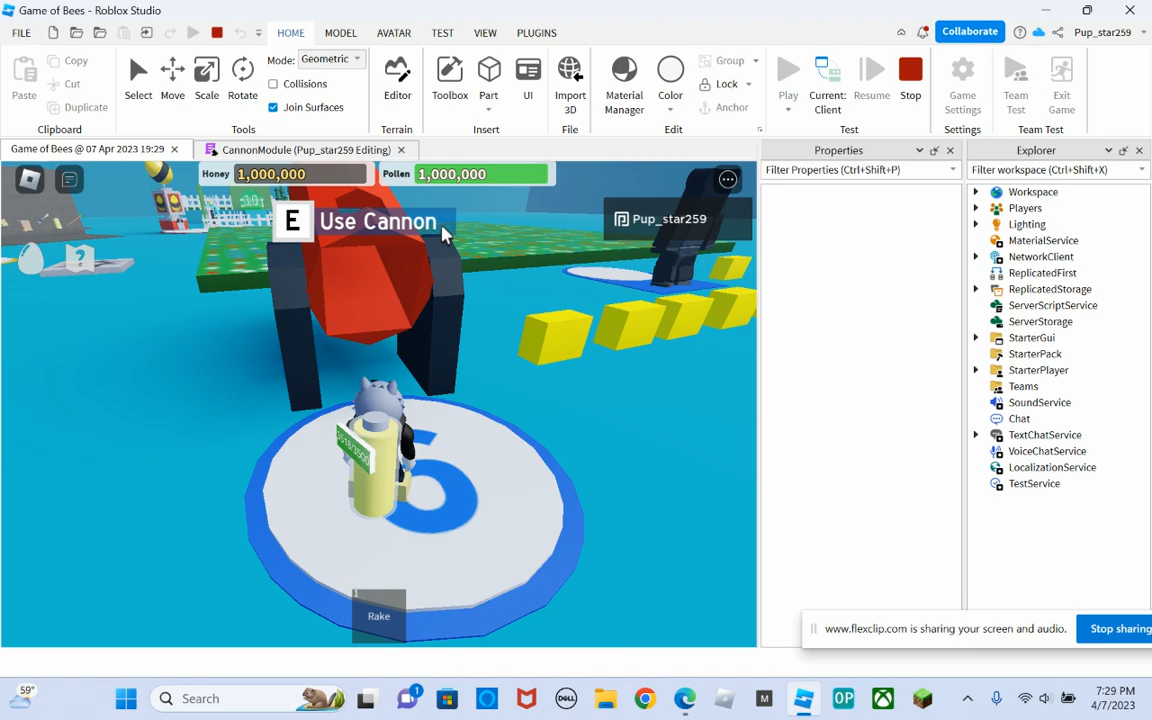 Game of Bees - Roblox Studio
FILE HOME MODEL AVATAR TEST VIEW PLUGINS Collaborate Pup_star259
Paste Copy Cut Duplicate Clipboard
Select Move Scale Rotate Mode: Geometric Collisions Join Surfaces Tools
Editor Terrain
Toolbox Part UI Insert
Import 3D File
Material Manager Color Group Lock Anchor Edit
Play Current: Client Resume Stop Test
Game Settings Settings
Team Test Exit Game Team Test
Game of Bees @ 07 Apr 2023 19:29 CannonModule (Pup_star259 Editing)
Properties
Filter Properties (Ctrl+Shift+P)
Explorer
Filter workspace (Ctrl+Shift+X)
Honey 1,000,000 Pollen 1,000,000
E Use Cannon
Pup_star259
1
Rake
Workspace
Players
Lighting
MaterialService
NetworkClient
ReplicatedFirst
ReplicatedStorage
ServerScriptService
ServerStorage
StarterGui
StarterPack
StarterPlayer
Teams
SoundService
Chat
TextChatService
VoiceChatService
LocalizationService
TestService
www.flexclip.com is sharing your screen and audio. Stop sharing
59°
Search
1
DELL
M
OP
7:29 PM
4/7/2023